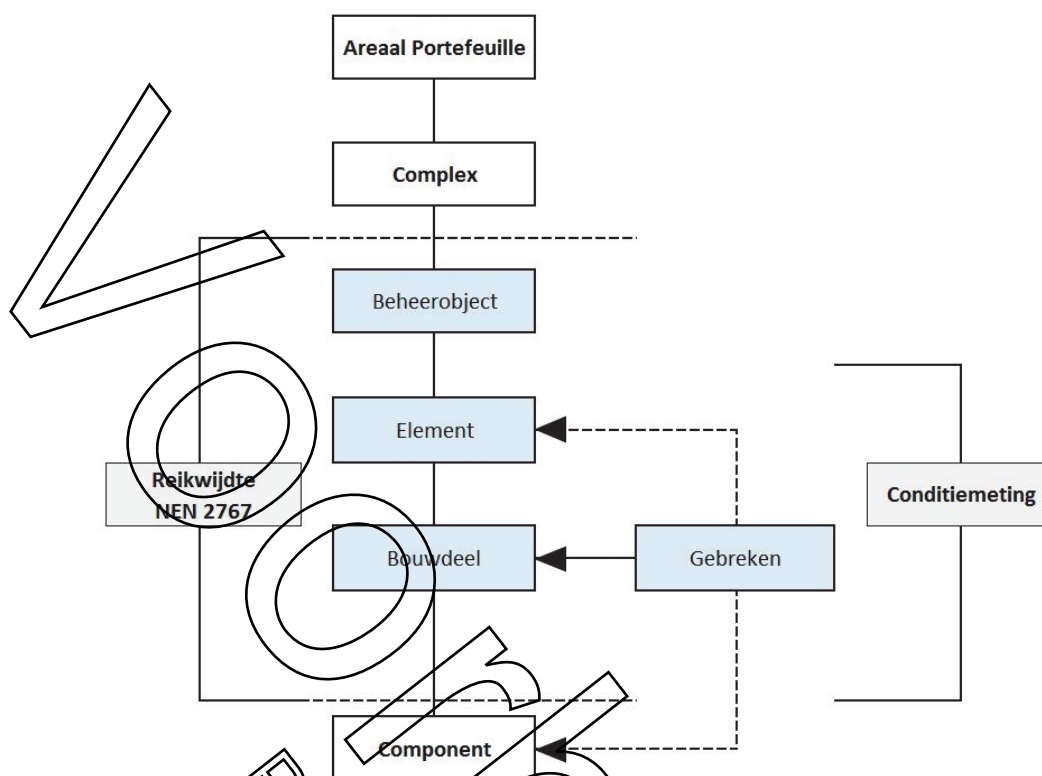 Areaal Portefeuille
Complex
Beheerobject
Element
Reikwijdte
NEN 2767
Conditiemeting
Bouwdeel
Gebreken
Component